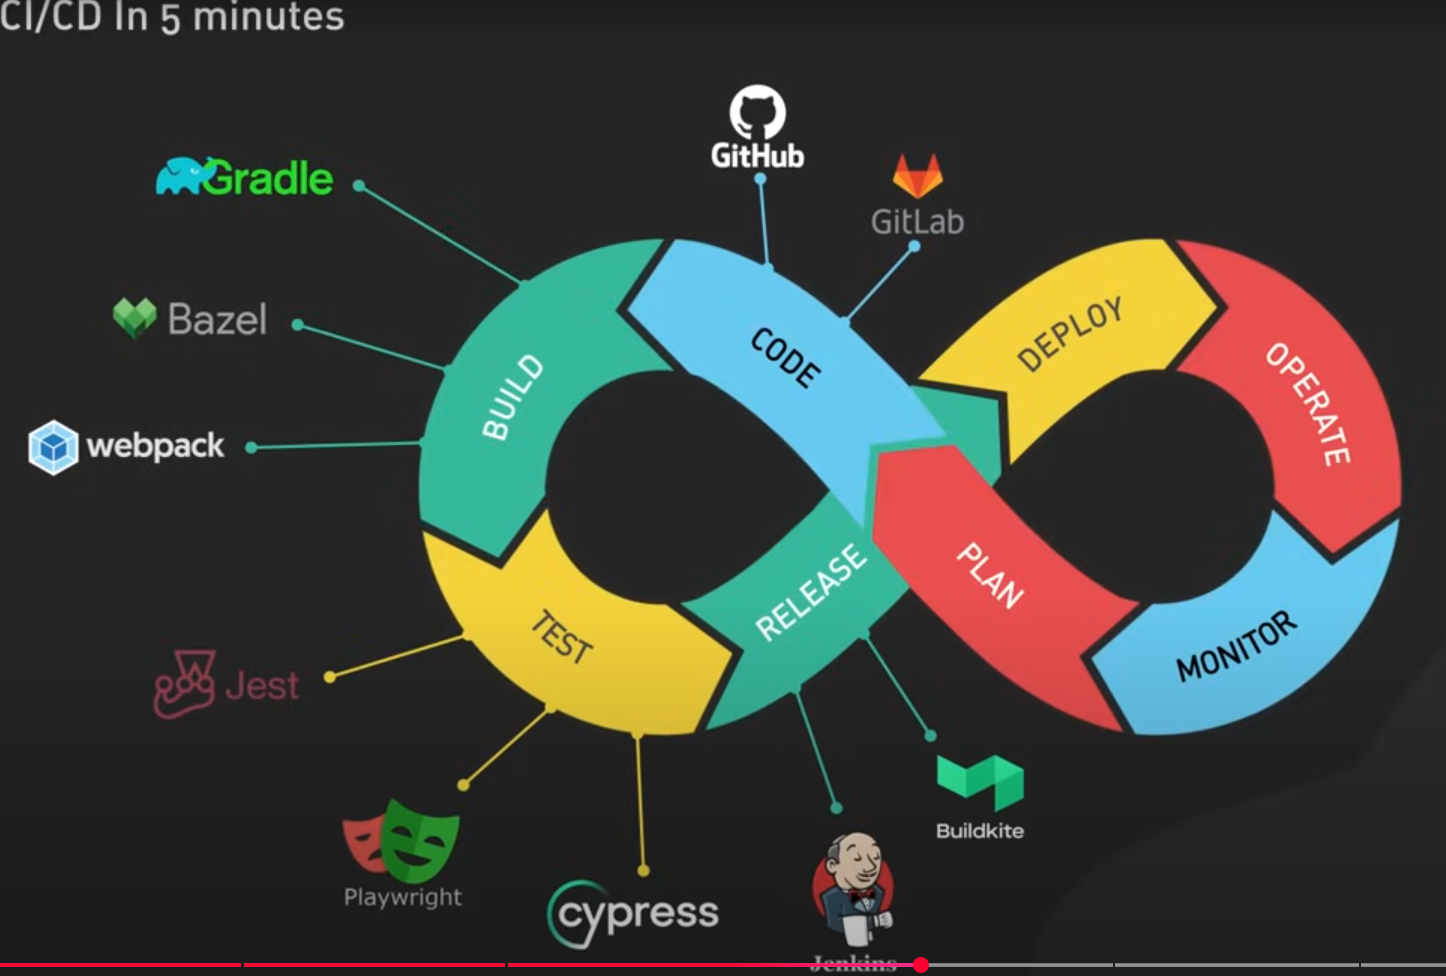 CI/CD In 5 minutes
GitHub
Gradle
GitLab
Bazel
webpack
BUILD
CODE
DEPLOY
OPERATE
TEST
RELEASE
PLAN
MONITOR
Jest
Playwright
cypress
Jenkins
Buildkite